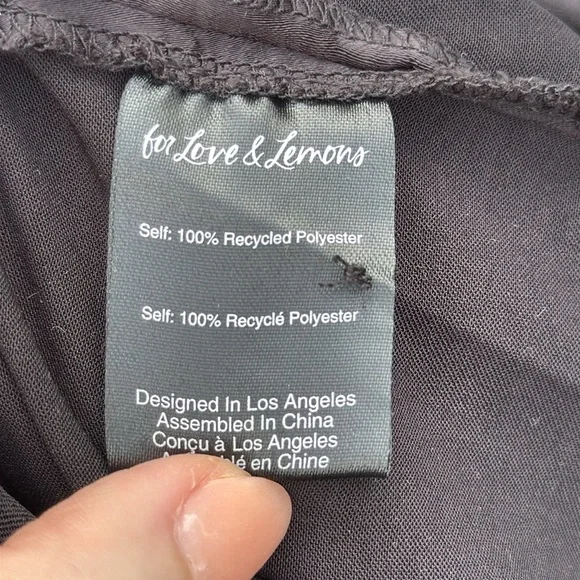 for Love & Lemons
Self: 100% Recycled Polyester
Self: 100% Recyclé Polyester
Designed In Los Angeles
Assembled In China
Conçu à Los Angeles
en Chine